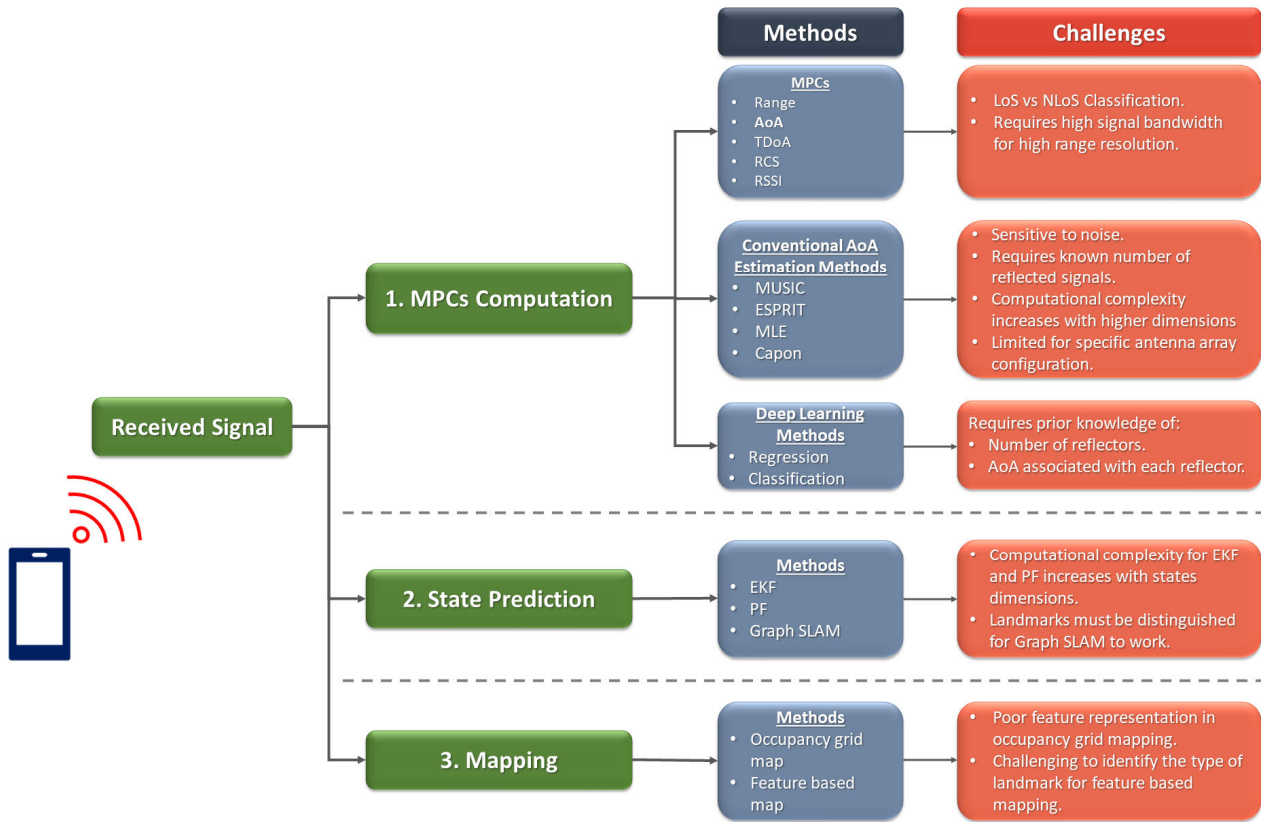 Methods
Challenges
MPCs
• Range
• AoA
• TDoA
• RCS
• RSSI
• LoS vs NLoS Classification.
• Requires high signal bandwidth
for high range resolution.
Conventional AoA
Estimation Methods
• MUSIC
• ESPRIT
• MLE
• Capon
• Sensitive to noise.
• Requires known number of
reflected signals.
• Computational complexity
increases with higher dimensions
• Limited for specific antenna array
configuration.
1. MPCs Computation
Received Signal
Deep Learning
Methods
• Regression
• Classification
Requires prior knowledge of:
• Number of reflectors.
• AoA associated with each reflector.
2. State Prediction
Methods
• EKF
• PF
• Graph SLAM
• Computational complexity for EKF
and PF increases with states
dimensions.
• Landmarks must be distinguished
for Graph SLAM to work.
3. Mapping
Methods
• Occupancy grid
map
• Feature based
map
• Poor feature representation in
occupancy grid mapping.
• Challenging to identify the type of
landmark for feature based
mapping.